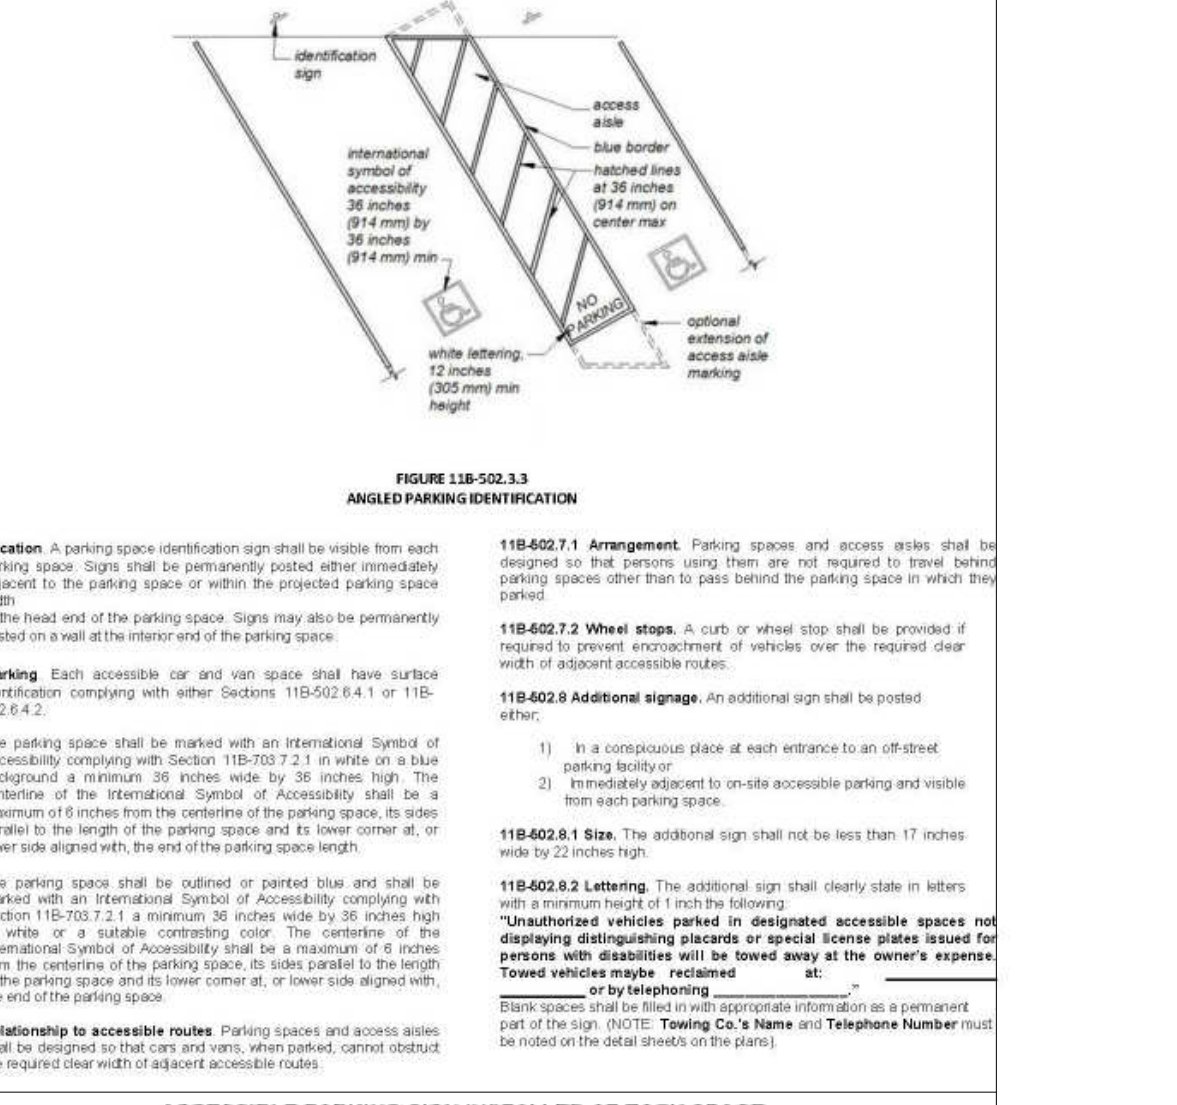 identification
sign
access
aisle
blue border
hatched lines
at 36 inches
(914 mm) on
center max
international
symbol of
accessibility
36 inches
(914 mm) by
36 inches
(914 mm) min
NO
PARKING
white lettering,
12 inches
(305 mm) min
height
optional
extension of
access aisle
marking
FIGURE 11B-502.3.3
ANGLED PARKING IDENTIFICATION
cation. A parking space identification sign shall be visible from each
rking space. Signs shall be permanently posted either immediately
jacent to the parking space or within the projected parking space
dth
the head end of the parking space. Signs may also be permanently
sted on a wall at the interior end of the parking space.
rking. Each accessible car and van space shall have surface
ntification complying with either Sections 11B-502.6.4.1 or 11B-
2.6.4.2.
e parking space shall be marked with an International Symbol of
cessibility complying with Section 11B-703.7.2.1 in white on a blue
ckground a minimum 36 inches wide by 36 inches high. The
nterline of the International Symbol of Accessibility shall be a
aximum of 6 inches from the centerline of the parking space, its sides
rallel to the length of the parking space and its lower corner at, or
wer side aligned with, the end of the parking space length.
e parking space shall be outlined or painted blue and shall be
arked with an International Symbol of Accessibility complying with
ction 11B-703.7.2.1 a minimum 36 inches wide by 36 inches high
white or a suitable contrasting color. The centerline of the
ernational Symbol of Accessibility shall be a maximum of 6 inches
m the centerline of the parking space, its sides parallel to the length
the parking space and its lower corner at, or lower side aligned with,
e end of the parking space.
lationship to accessible routes. Parking spaces and access aisles
all be designed so that cars and vans, when parked, cannot obstruct
e required clear width of adjacent accessible routes.
11B-502.7.1 Arrangement. Parking spaces and access aisles shall be
designed so that persons using them are not required to travel behind
parking spaces other than to pass behind the parking space in which they
parked.
11B-502.7.2 Wheel stops. A curb or wheel stop shall be provided if
required to prevent encroachment of vehicles over the required clear
width of adjacent accessible routes.
11B-502.8 Additional signage. An additional sign shall be posted
either;
1) In a conspicuous place at each entrance to an off-street
parking facility or
2) Immediately adjacent to on-site accessible parking and visible
from each parking space.
11B-502.8.1 Size. The additional sign shall not be less than 17 inches
wide by 22 inches high.
11B-502.8.2 Lettering. The additional sign shall clearly state in letters
with a minimum height of 1 inch the following:
"Unauthorized vehicles parked in designated accessible spaces not
displaying distinguishing placards or special license plates issued for
persons with disabilities will be towed away at the owner's expense.
Towed vehicles maybe reclaimed at: ____________
__________ or by telephoning ________________."
Blank spaces shall be filled in with appropriate information as a permanent
part of the sign. (NOTE: Towing Co.'s Name and Telephone Number must
be noted on the detail sheet/s on the plans).